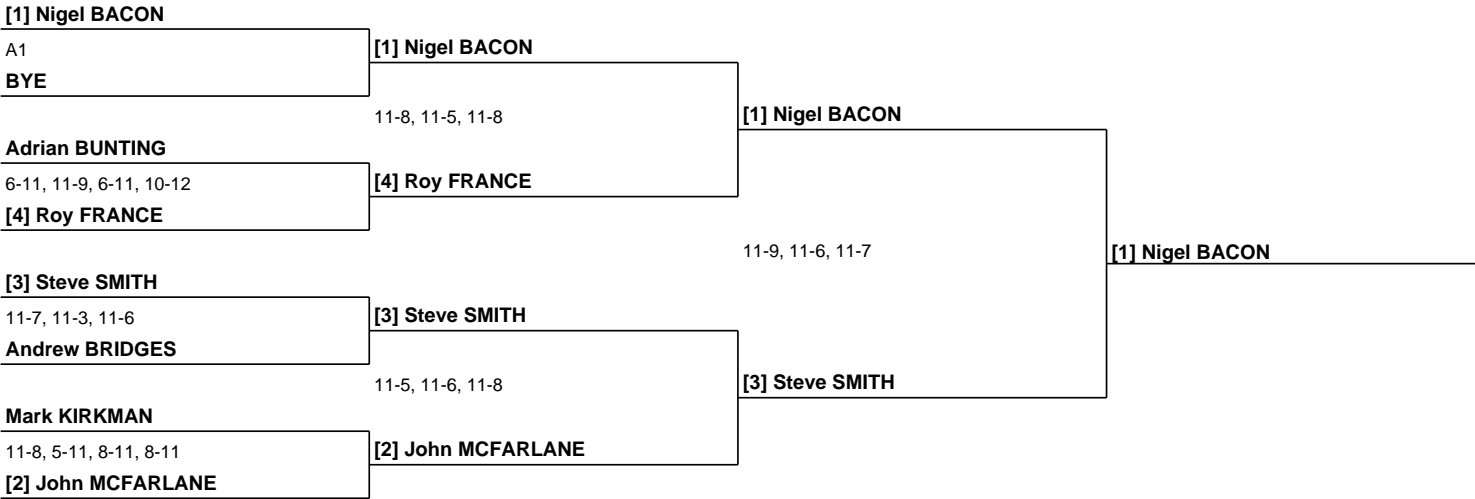 [1] Nigel BACON
A1
[1] Nigel BACON
BYE
11-8, 11-5, 11-8
[1] Nigel BACON
Adrian BUNTING
6-11, 11-9, 6-11, 10-12
[4] Roy FRANCE
[4] Roy FRANCE
11-9, 11-6, 11-7
[1] Nigel BACON
[3] Steve SMITH
11-7, 11-3, 11-6
[3] Steve SMITH
Andrew BRIDGES
11-5, 11-6, 11-8
[3] Steve SMITH
Mark KIRKMAN
11-8, 5-11, 8-11, 8-11
[2] John MCFARLANE
[2] John MCFARLANE